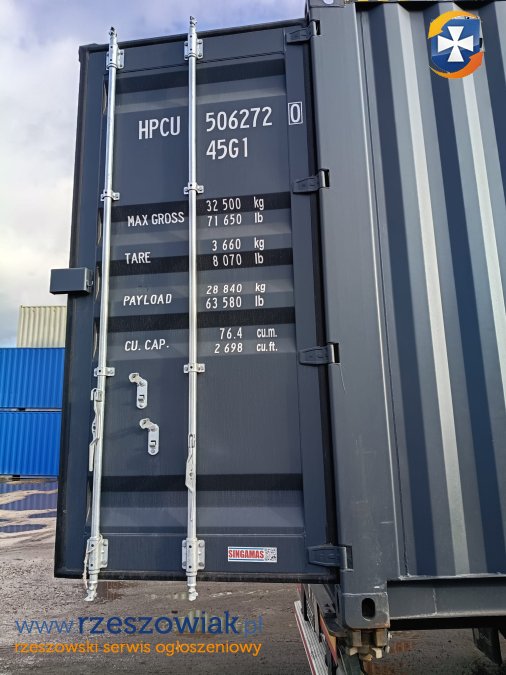 HPCU 506272 0
45G1
MAX GROSS 32 500 kg
71 650 lb
TARE 3 660 kg
8 070 lb
PAYLOAD 28 840 kg
63 580 lb
CU. CAP. 76.4 cu.m.
2 698 cu.ft.
SINGAMAS
www.rzeszowiak.pl
rzeszowski serwis ogłoszeniowy